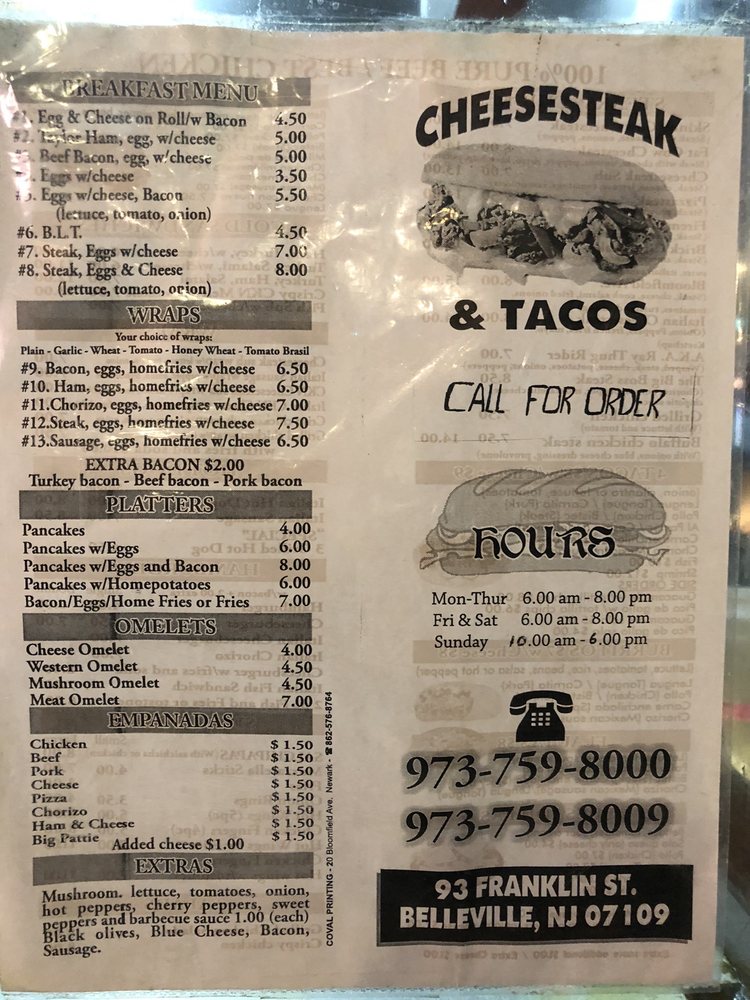 BREAKFAST MENU
#1. Egg & Cheese on Roll/w Bacon 4.50
#2. Taylor Ham, egg, w/cheese 5.00
Beef Bacon, egg, w/cheese 5.00
Eggs w/cheese 3.50
Eggs w/cheese, Bacon 5.50
(lettuce, tomato, onion)
#6. B.L.T. 4.50
#7. Steak, Eggs w/cheese 7.00
#8. Steak, Eggs & Cheese 8.00
(lettuce, tomato, onion)
WRAPS
Your choice of wraps:
Plain - Garlic - Wheat - Tomato - Honey Wheat - Tomato Brasil
#9. Bacon, eggs, homefries w/cheese 6.50
#10. Ham, eggs, homefries w/cheese 6.50
#11.Chorizo, eggs, homefries w/cheese 7.00
#12.Steak, eggs, homefries w/cheese 7.50
#13.Sausage, eggs, homefries w/cheese 6.50
EXTRA BACON $2.00
Turkey bacon - Beef bacon - Pork bacon
PLATTERS
Pancakes 4.00
Pancakes w/Eggs 6.00
Pancakes w/Eggs and Bacon 8.00
Pancakes w/Homepotatoes 6.00
Bacon/Eggs/Home Fries or Fries 7.00
OMELETS
Cheese Omelet 4.00
Western Omelet 4.50
Mushroom Omelet 4.50
Meat Omelet 7.00
EMPANADAS
Chicken $ 1.50
Beef $ 1.50
Pork $ 1.50
Cheese $ 1.50
Pizza $ 1.50
Chorizo $ 1.50
Ham & Cheese $ 1.50
Big Pattie $ 1.50
Added cheese $1.00
EXTRAS
Mushroom. lettuce, tomatoes, onion,
hot peppers, cherry peppers, sweet
peppers and barbecue sauce 1.00 (each)
Black olives, Blue Cheese, Bacon,
Sausage.
COVAL PRINTING - 20 Bloomfield Ave. Newark - ☎ 862-576-8764
CHEESESTEAK
& TACOS
CALL FOR ORDER
HOURS
Mon-Thur 6.00 am - 8.00 pm
Fri & Sat 6.00 am - 8.00 pm
Sunday 10.00 am - 6.00 pm
973-759-8000
973-759-8009
93 FRANKLIN ST.
BELLEVILLE, NJ 07109